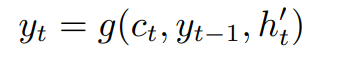 y_t = g(c_t, y_{t-1}, h'_t)